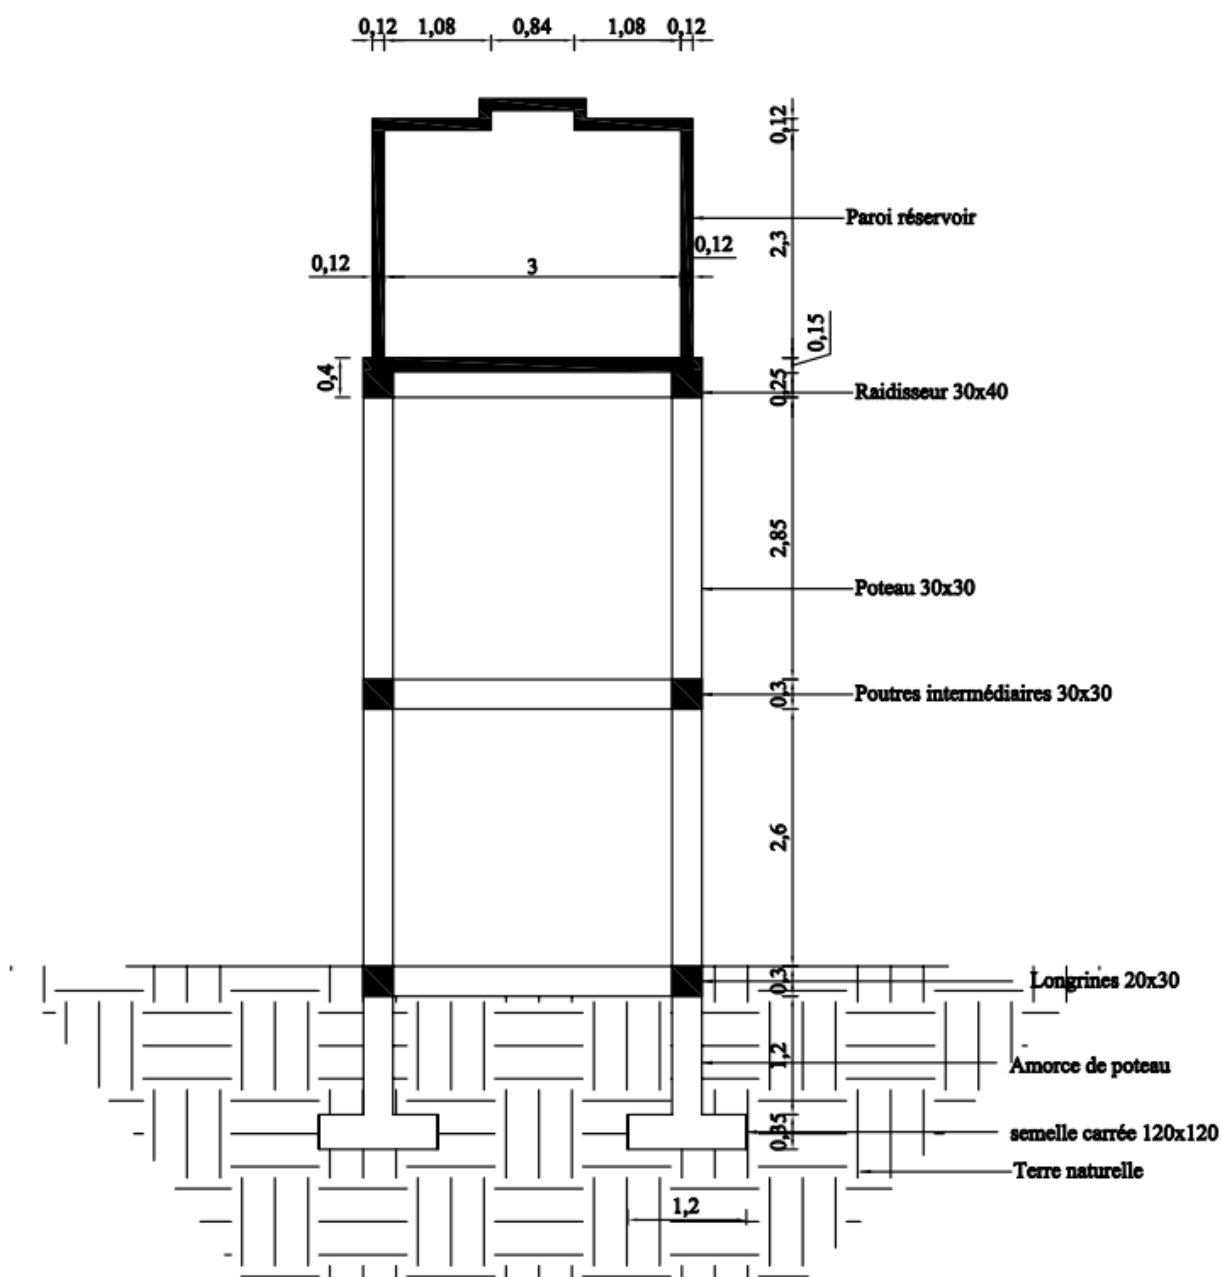 0,12 1,08 0,84 1,08 0,12
0,12
Paroi réservoir
2,3
0,12
0,12
3
0,15
0,4
0,25
Raidisseur 30x40
2,85
Poteau 30x30
0,3
Poutres intermédiaires 30x30
2,6
0,3
Longrines 20x30
1,2
Amorce de poteau
0,35
semelle carrée 120x120
Terre naturelle
1,2